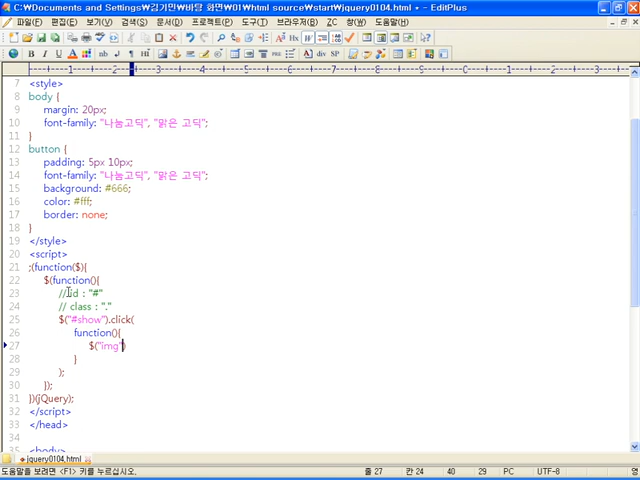 C:\Documents and Settings\김기민\바탕 화면\01\html source\start\jquery0104.html * - EditPlus
파일(F) 편집(E) 보기(V) 검색(S) 문서(D) 프로젝트(P) 도구(T) 브라우저(B) ZC 창(W) 도움말(H)
7 <style>
8 body {
9 margin: 20px;
10 font-family: "나눔고딕", "맑은 고딕";
11 }
12 button {
13 padding: 5px 10px;
14 font-family: "나눔고딕", "맑은 고딕";
15 background: #666;
16 color: #fff;
17 border: none;
18 }
19 </style>
20 <script>
21 ;(function($){
22 $(function(){
23 // id : "#"
24 // class : "."
25 $("#show").click(
26 function(){
27 $("img")
28 }
29 );
30 });
31 })(jQuery);
32 </script>
33 </head>
34
35 <body>
jquery0104.html
도움말을 보려면 <F1> 키를 누르십시오. 줄 27 칸 24 40 29 PC UTF-8 영